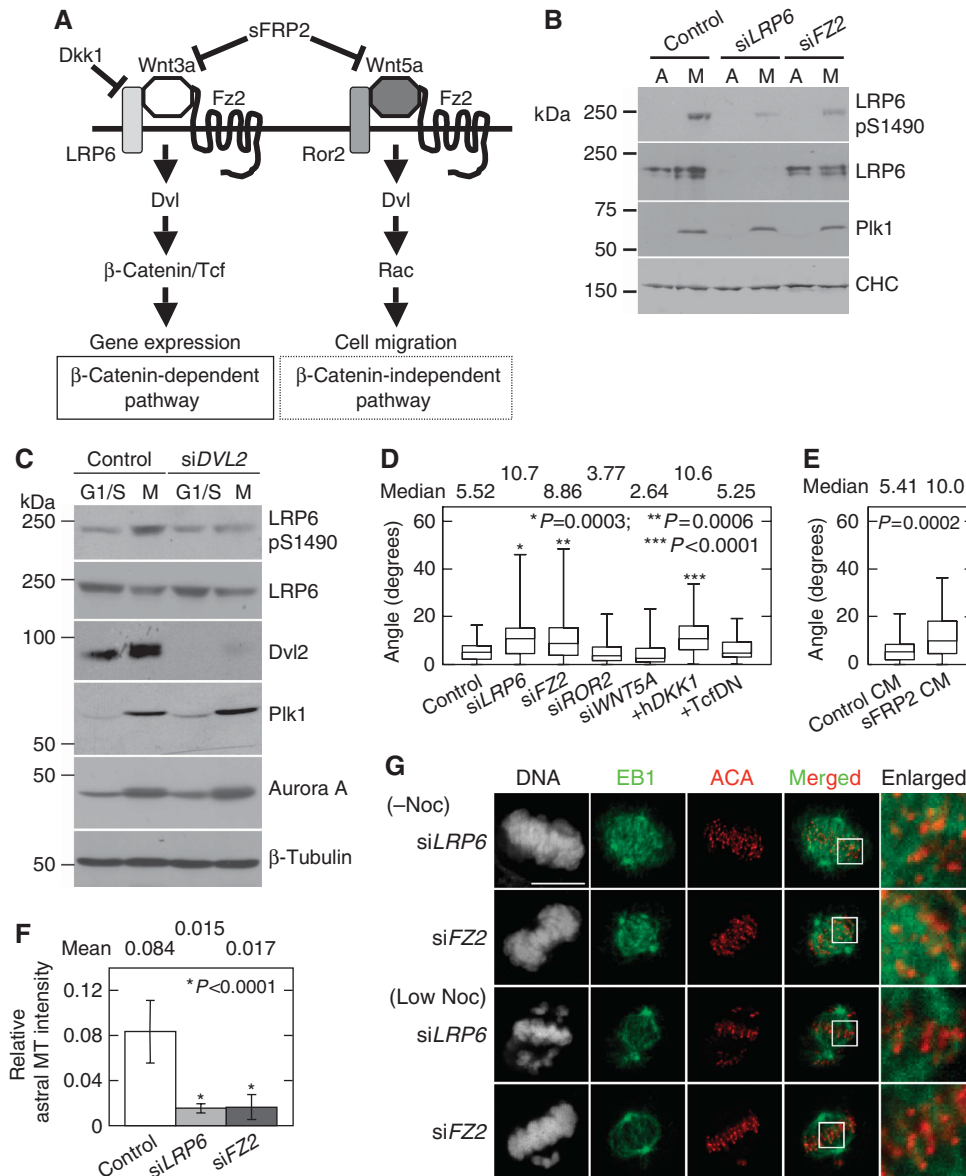 A
sFRP2
Dkk1
Wnt3a
Wnt5a
Fz2
Fz2
LRP6
Ror2
Dvl
Dvl
β-Catenin/Tcf
Rac
Gene expression
Cell migration
β-Catenin-dependent
pathway
β-Catenin-independent
pathway
B
Control
siLRP6
siFZ2
A M A M A M
kDa
250
LRP6
pS1490
250
LRP6
75
Plk1
50
150
CHC
C
Control
siDVL2
kDa
G1/S M G1/S M
250
LRP6
pS1490
250
LRP6
100
Dvl2
Plk1
50
50
Aurora A
50
β-Tubulin
D
10.7 3.77 10.6
Median 5.52 8.86 2.64 5.25
*P=0.0003; **P=0.0006
***P<0.0001
Angle (degrees)
60
40
20
0
*
**
***
Control
siLRP6
siFZ2
siROR2
siWNT5A
+hDKK1
+TcfDN
E
Median 5.41 10.0
P=0.0002
Angle (degrees)
60
40
20
0
Control CM
sFRP2 CM
F
0.015
Mean 0.084 0.017
*P<0.0001
Relative
astral MT intensity
0.12
0.08
0.04
0
*
*
Control
siLRP6
siFZ2
G
DNA EB1 ACA Merged Enlarged
(–Noc)
siLRP6
siFZ2
(Low Noc)
siLRP6
siFZ2